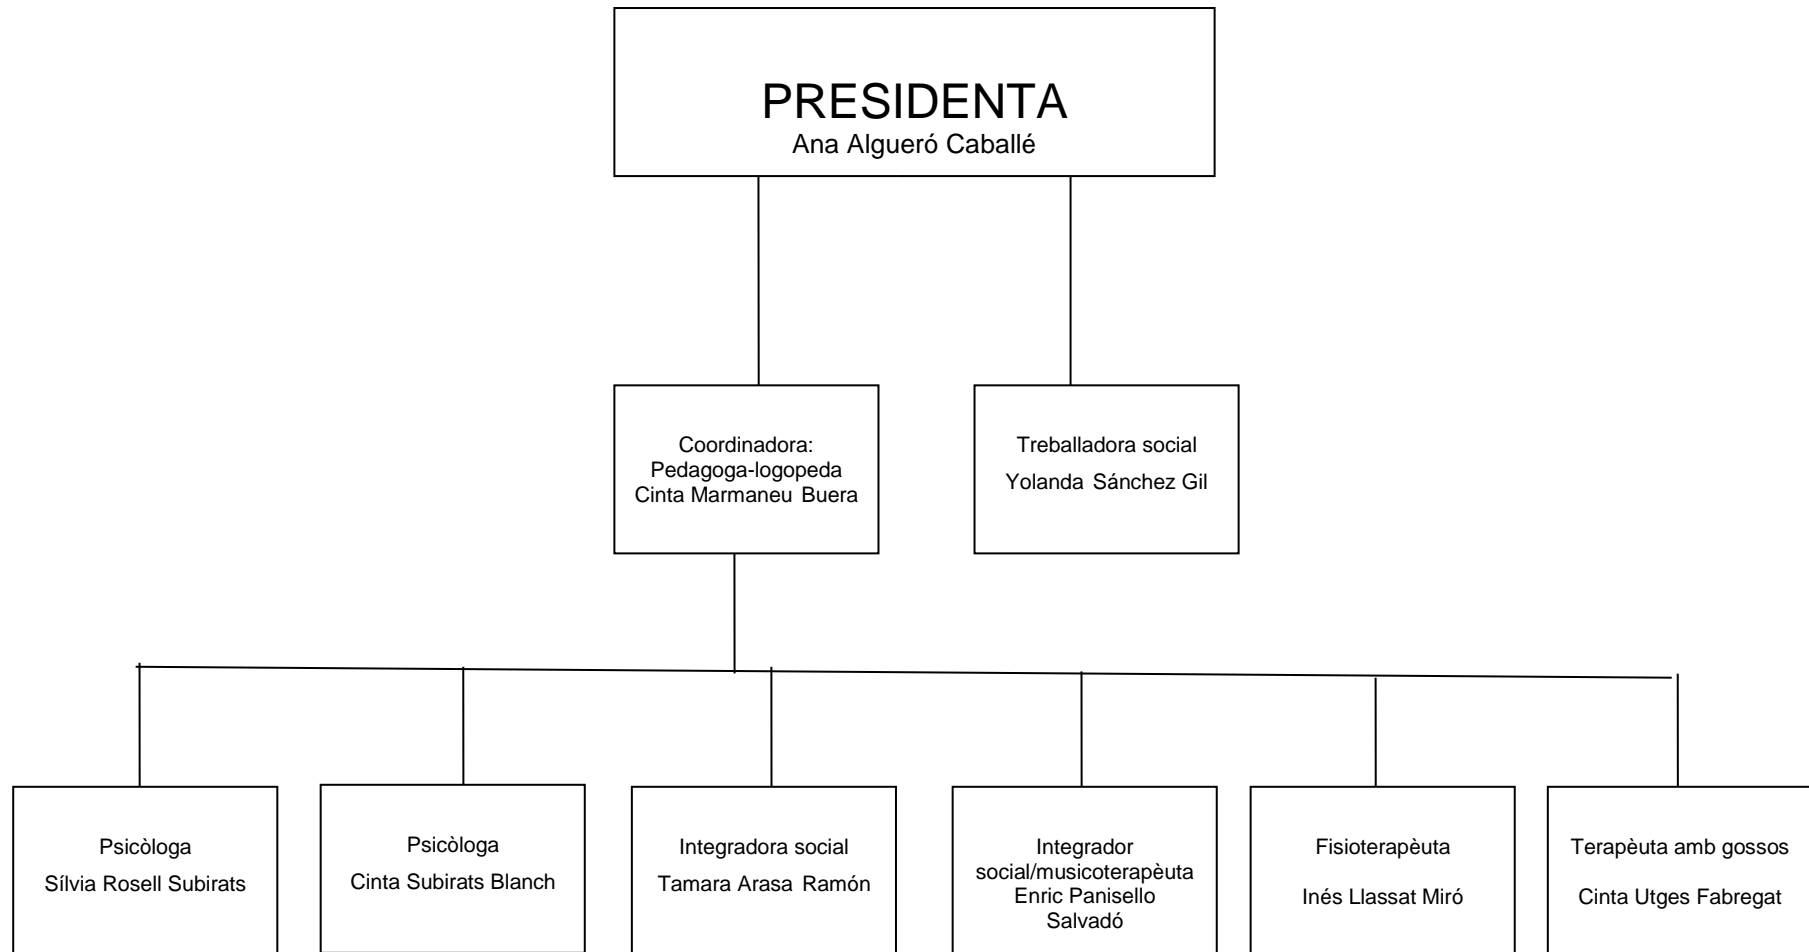 PRESIDENTA
Ana Algueró Caballé
Coordinadora:
Pedagoga-logopeda
Cinta Marmaneu Buera
Treballadora social
Yolanda Sánchez Gil
Psicòloga
Sílvia Rosell Subirats
Psicòloga
Cinta Subirats Blanch
Integradora social
Tamara Arasa Ramón
Integrador
social/musicoterapèuta
Enric Panisello
Salvadó
Fisioterapèuta
Inés Llassat Miró
Terapèuta amb gossos
Cinta Utges Fabregat